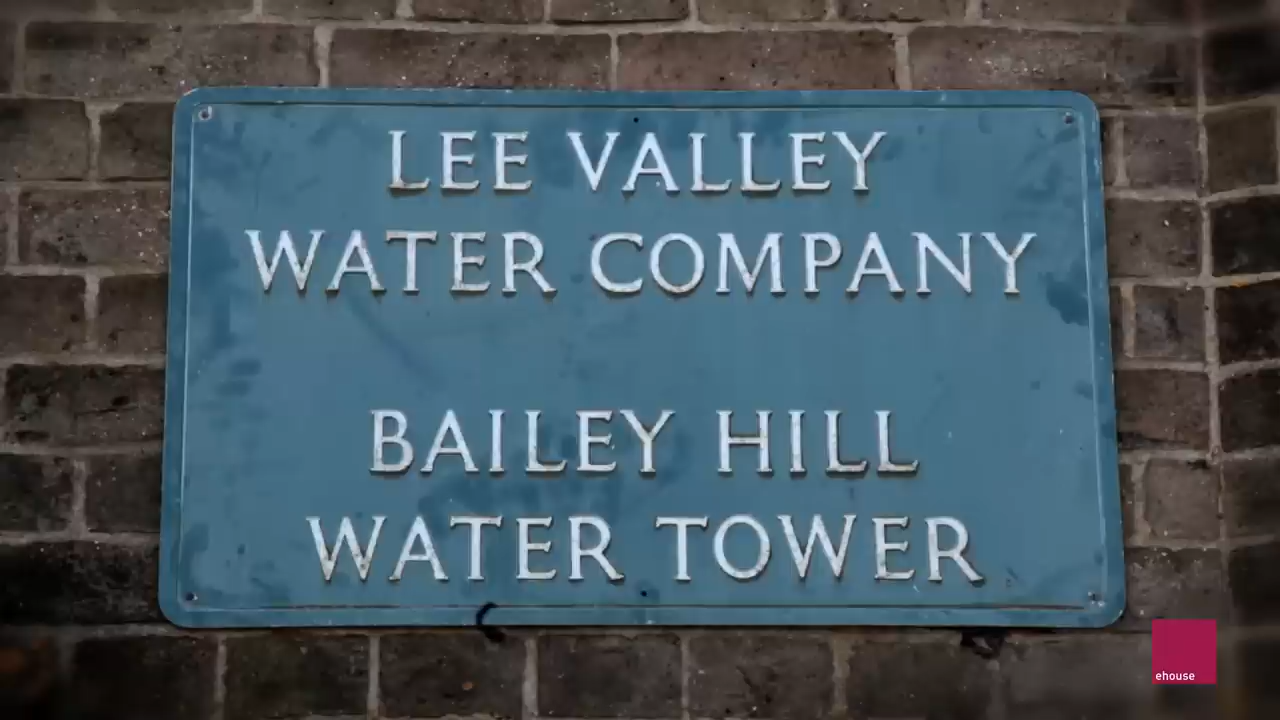 LEE VALLEY
WATER COMPANY
BAILEY HILL
WATER TOWER
ehouse